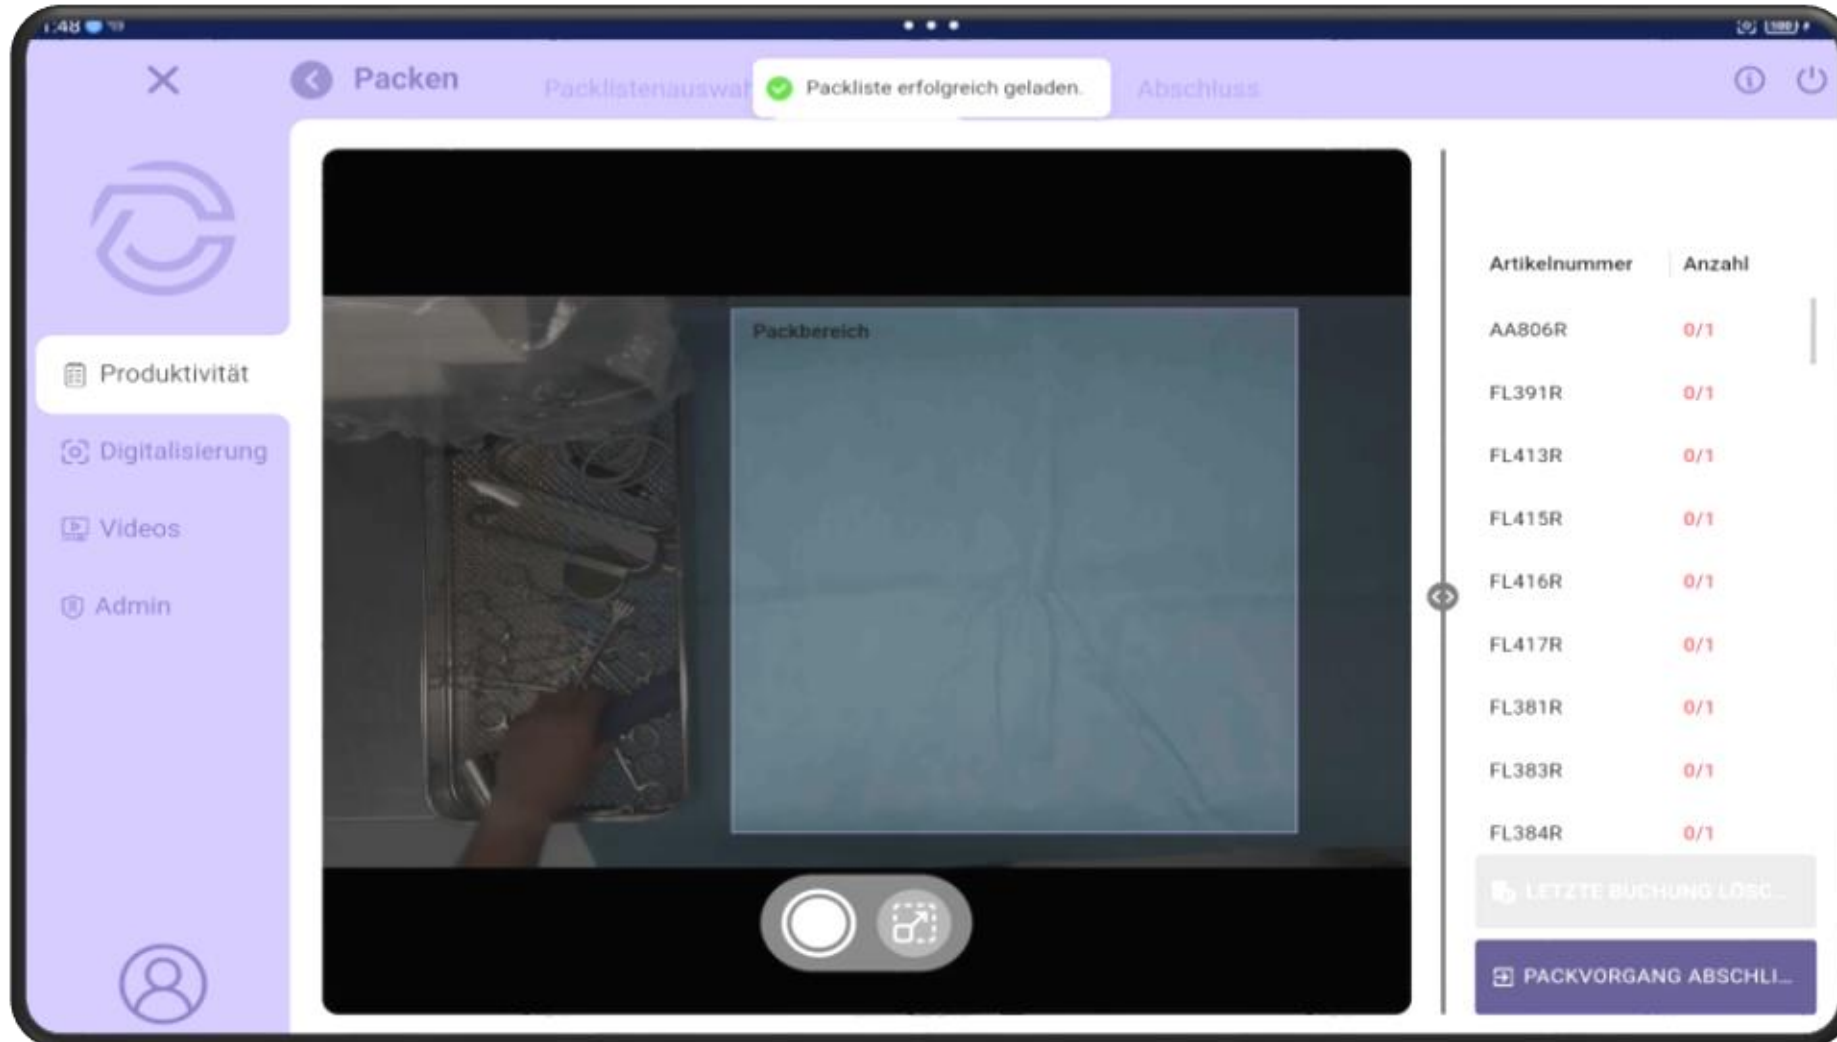 1:48
Packen
Packlistenauswah
Packliste erfolgreich geladen.
Abschluss
Produktivität
Digitalisierung
Videos
Admin
Packbereich
Artikelnummer Anzahl
AA806R 0/1
FL391R 0/1
FL413R 0/1
FL415R 0/1
FL416R 0/1
FL417R 0/1
FL381R 0/1
FL383R 0/1
FL384R 0/1
LETZTE BUCHUNG LÖSC...
PACKVORGANG ABSCHLI...